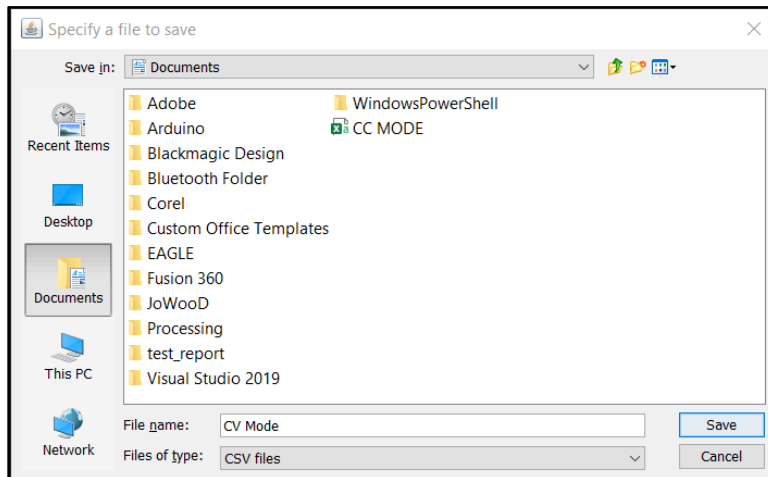 Specify a file to save
Save in: Documents
Recent Items
Desktop
Documents
This PC
Network
Adobe
Arduino
Blackmagic Design
Bluetooth Folder
Corel
Custom Office Templates
EAGLE
Fusion 360
JoWooD
Processing
test_report
Visual Studio 2019
WindowsPowerShell
CC MODE
File name: CV Mode
Save
Files of type: CSV files
Cancel